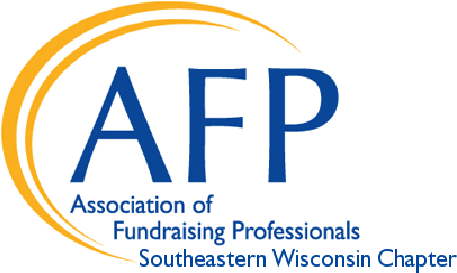 AFP
Association of
Fundraising Professionals
Southeastern Wisconsin Chapter